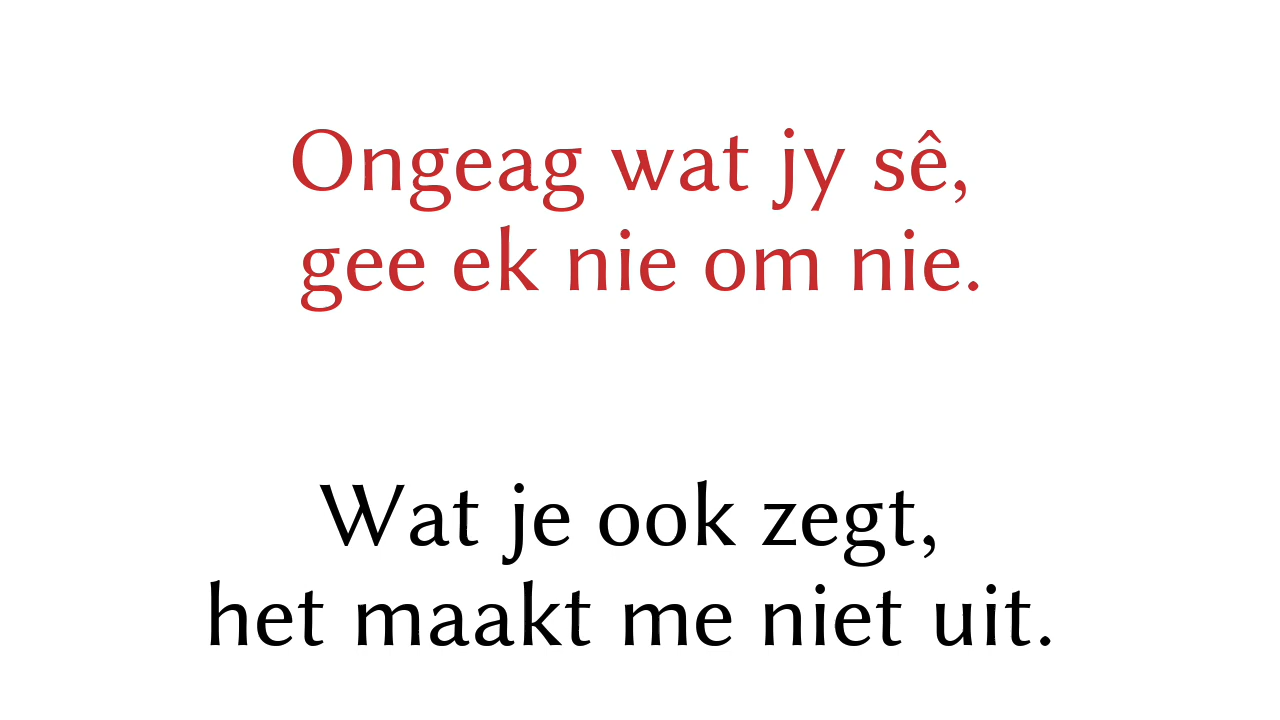 Ongeag wat jy sê,
gee ek nie om nie.
Wat je ook zegt,
het maakt me niet uit.